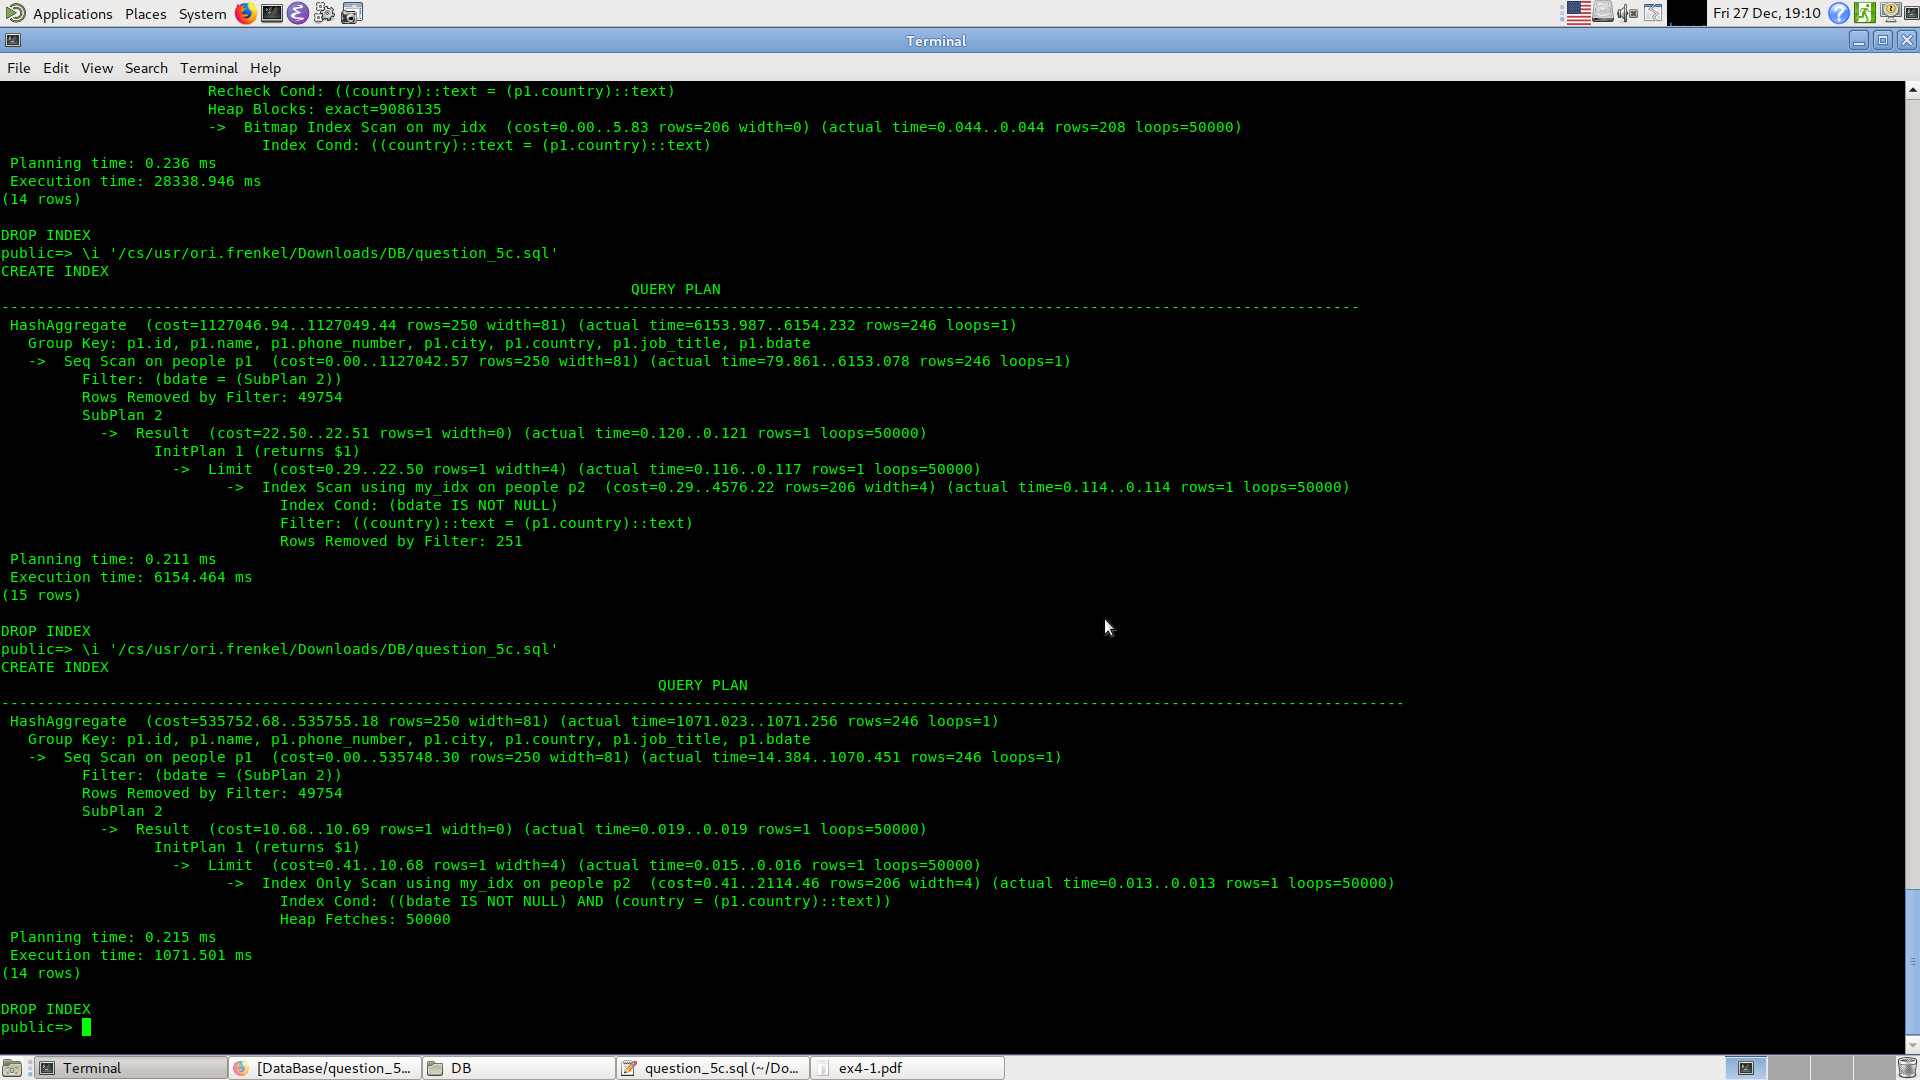 Applications Places System Fri 27 Dec, 19:10
Terminal
File Edit View Search Terminal Help
Recheck Cond: ((country)::text = (p1.country)::text)
Heap Blocks: exact=9086135
-> Bitmap Index Scan on my_idx (cost=0.00..5.83 rows=206 width=0) (actual time=0.044..0.044 rows=208 loops=50000)
Index Cond: ((country)::text = (p1.country)::text)
Planning time: 0.236 ms
Execution time: 28338.946 ms
(14 rows)
DROP INDEX
public=> \i '/cs/usr/ori.frenkel/Downloads/DB/question_5c.sql'
CREATE INDEX
QUERY PLAN
-------------------------------------------------------------------------------------------------------------------------------------------------------
HashAggregate (cost=1127046.94..1127049.44 rows=250 width=81) (actual time=6153.987..6154.232 rows=246 loops=1)
Group Key: p1.id, p1.name, p1.phone_number, p1.city, p1.country, p1.job_title, p1.bdate
-> Seq Scan on people p1 (cost=0.00..1127042.57 rows=250 width=81) (actual time=79.861..6153.078 rows=246 loops=1)
Filter: (bdate = (SubPlan 2))
Rows Removed by Filter: 49754
SubPlan 2
-> Result (cost=22.50..22.51 rows=1 width=0) (actual time=0.120..0.121 rows=1 loops=50000)
InitPlan 1 (returns $1)
-> Limit (cost=0.29..22.50 rows=1 width=4) (actual time=0.116..0.117 rows=1 loops=50000)
-> Index Scan using my_idx on people p2 (cost=0.29..4576.22 rows=206 width=4) (actual time=0.114..0.114 rows=1 loops=50000)
Index Cond: (bdate IS NOT NULL)
Filter: ((country)::text = (p1.country)::text)
Rows Removed by Filter: 251
Planning time: 0.211 ms
Execution time: 6154.464 ms
(15 rows)
DROP INDEX
public=> \i '/cs/usr/ori.frenkel/Downloads/DB/question_5c.sql'
CREATE INDEX
QUERY PLAN
------------------------------------------------------------------------------------------------------------------------------------------------------------
HashAggregate (cost=535752.68..535755.18 rows=250 width=81) (actual time=1071.023..1071.256 rows=246 loops=1)
Group Key: p1.id, p1.name, p1.phone_number, p1.city, p1.country, p1.job_title, p1.bdate
-> Seq Scan on people p1 (cost=0.00..535748.30 rows=250 width=81) (actual time=14.384..1070.451 rows=246 loops=1)
Filter: (bdate = (SubPlan 2))
Rows Removed by Filter: 49754
SubPlan 2
-> Result (cost=10.68..10.69 rows=1 width=0) (actual time=0.019..0.019 rows=1 loops=50000)
InitPlan 1 (returns $1)
-> Limit (cost=0.41..10.68 rows=1 width=4) (actual time=0.015..0.016 rows=1 loops=50000)
-> Index Only Scan using my_idx on people p2 (cost=0.41..2114.46 rows=206 width=4) (actual time=0.013..0.013 rows=1 loops=50000)
Index Cond: ((bdate IS NOT NULL) AND (country = (p1.country)::text))
Heap Fetches: 50000
Planning time: 0.215 ms
Execution time: 1071.501 ms
(14 rows)
DROP INDEX
public=>
Terminal [DataBase/question_5... DB question_5c.sql (~/Do... ex4-1.pdf